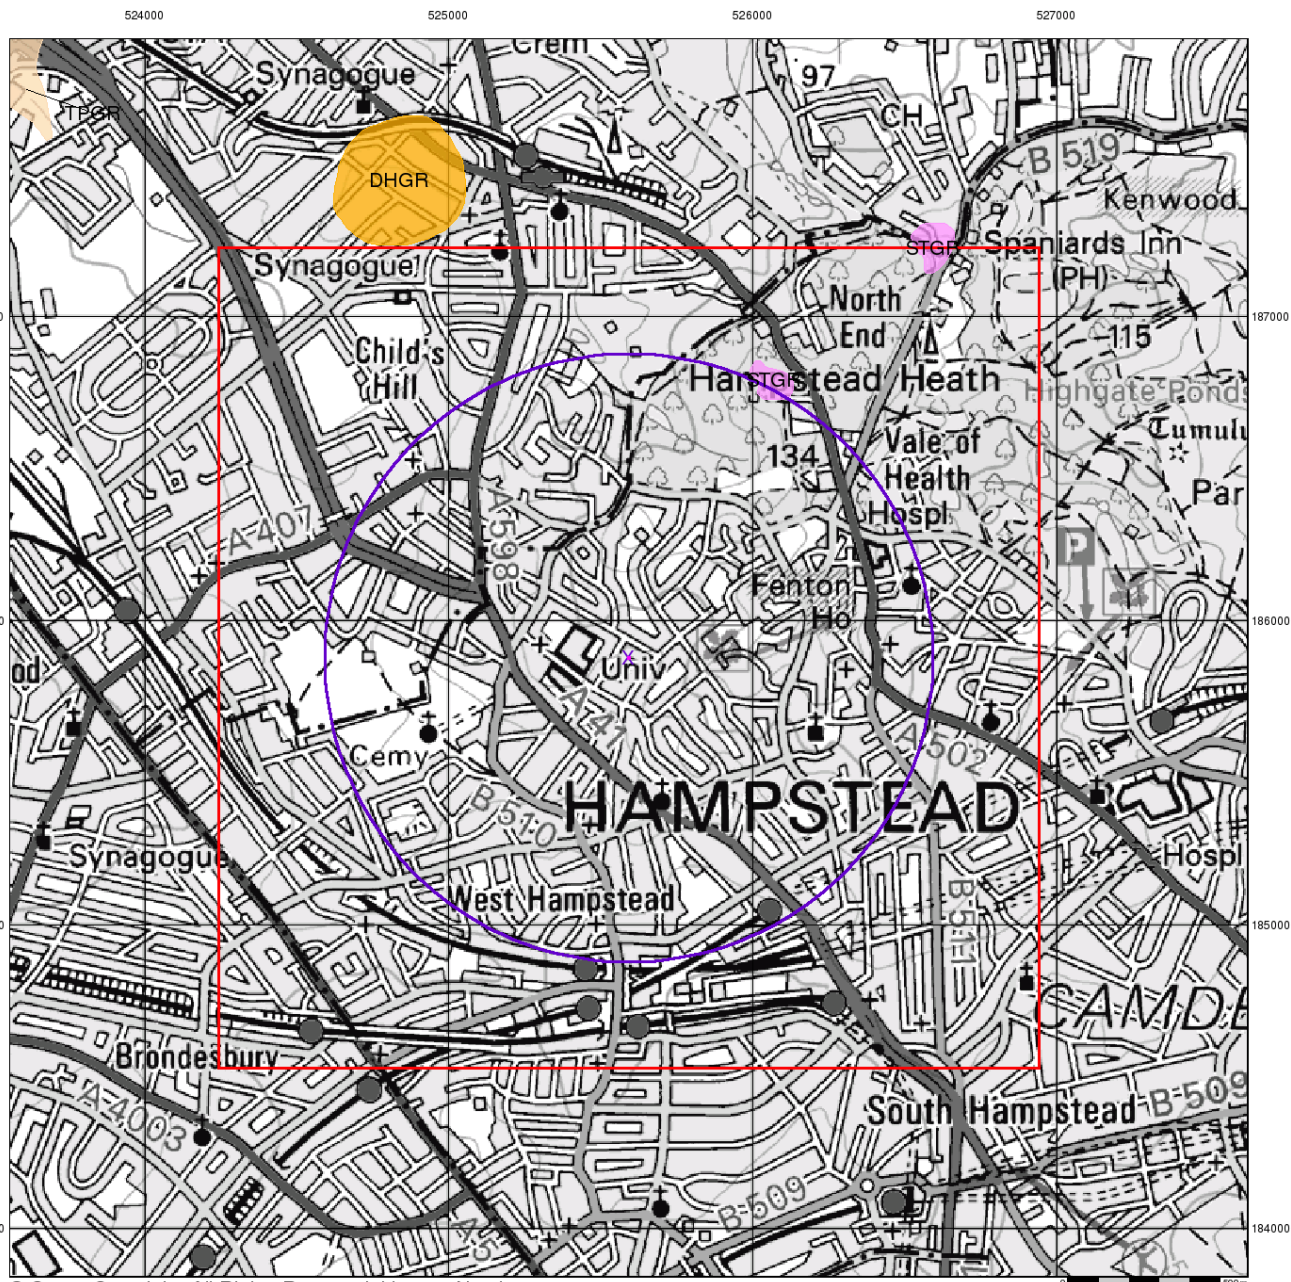 524000 525000 526000 527000
Crem
Synagogue
97
TPGR
CH
B 519
DHGR
Kenwood
STGR
Spaniards Inn
(PH)
Synagogue
North
End
187000
115
Child's
Hill
STGR
Hampstead Heath
Highgate Ponds
Tumulu
134
Vale of
Health
Par
Hospl
A 407
A 598
P
Fenton
Ho
186000
od
Univ
A 41
Cemy
A 502
B 510
HAMPSTEAD
Synagogue
Hospl
West Hampstead
B 511
185000
CAMDE
Brondesbury
A 4003
South Hampstead
B 509
B 509
A5
184000